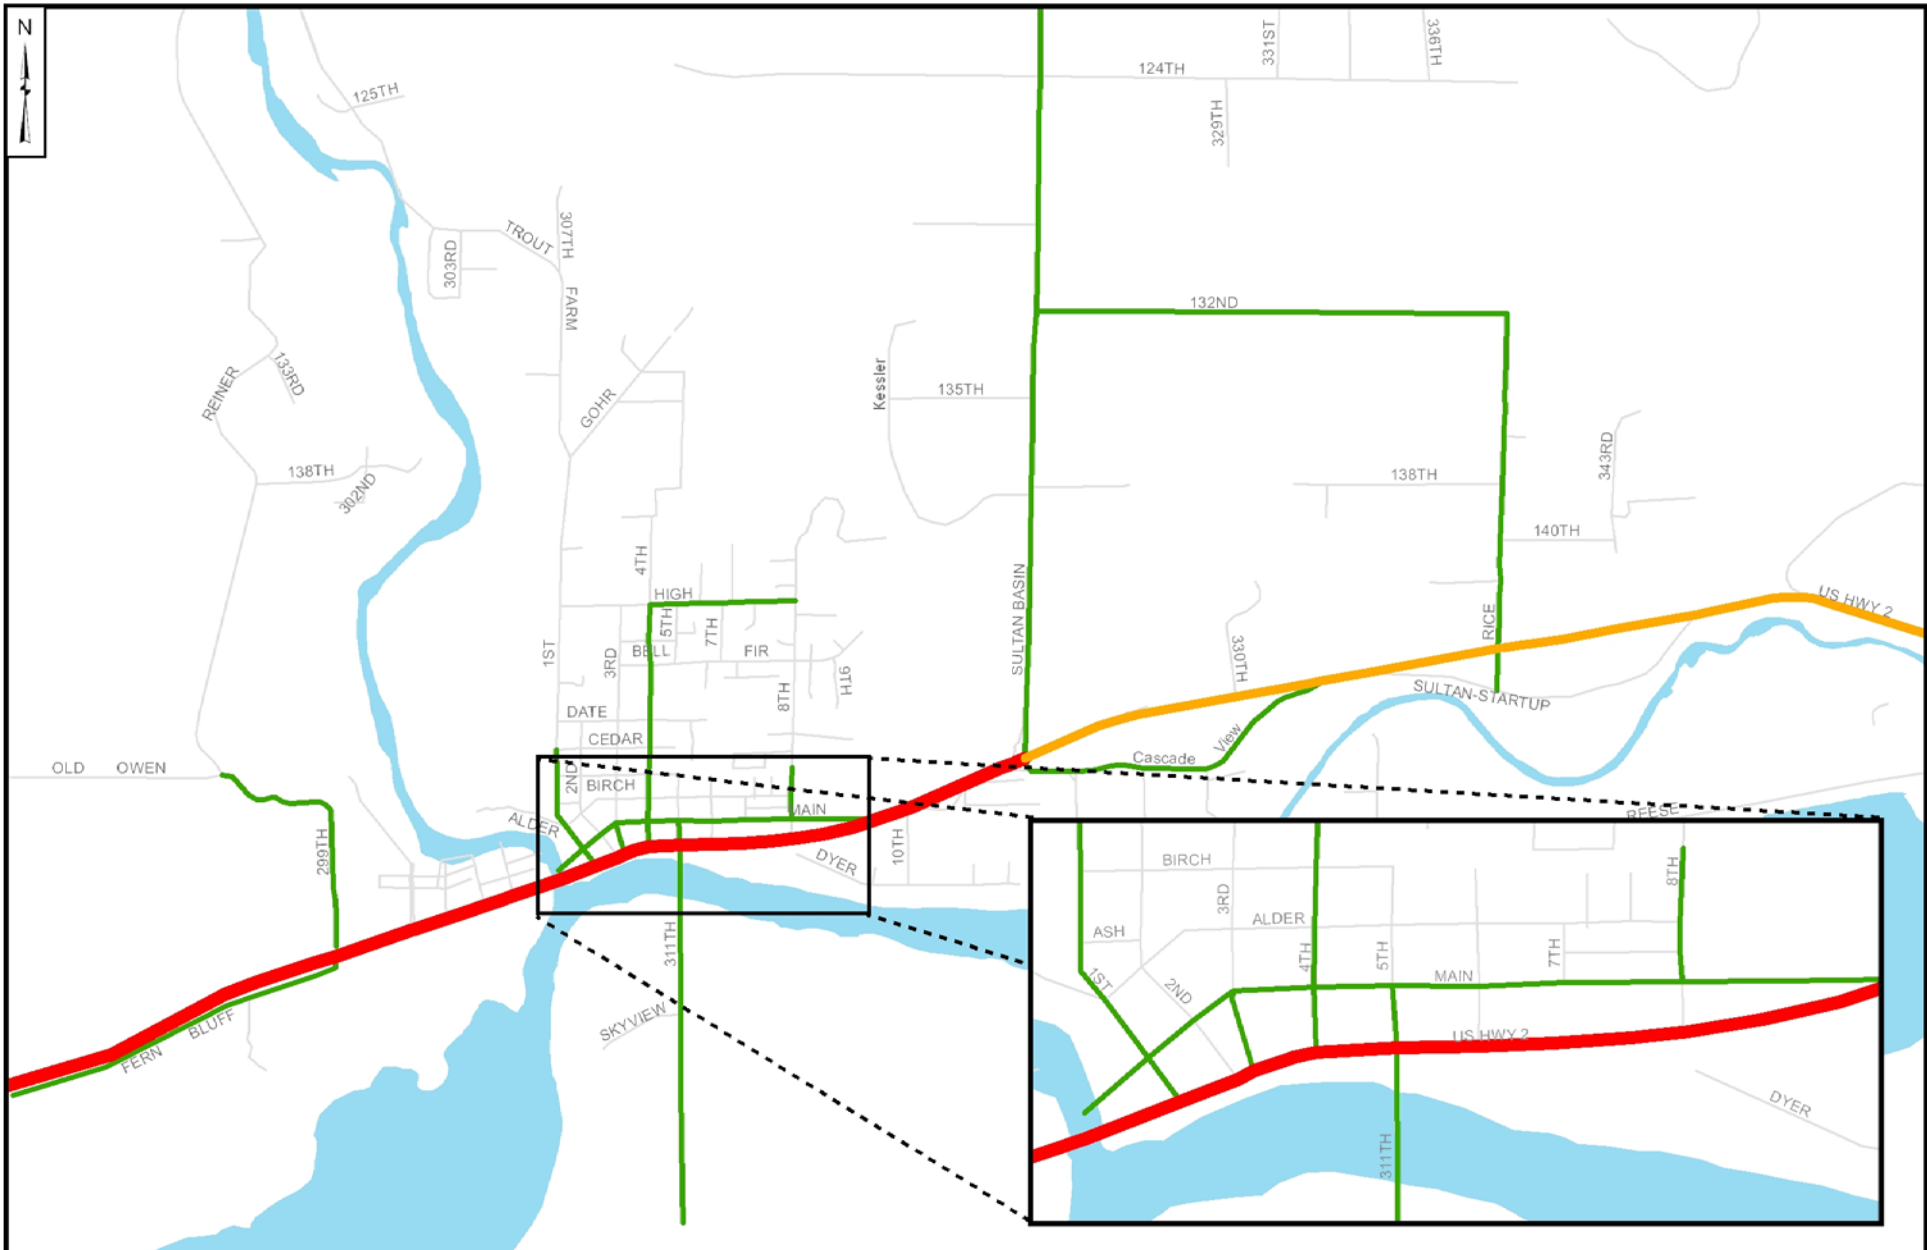 N
331ST
336TH
124TH
125TH
329TH
307TH
TROUT
303RD
FARM
132ND
133RD
REINER
Kessler
135TH
GOHR
138TH
302ND
138TH
343RD
140TH
4TH
SULTAN BASIN
HIGH
5TH
7TH
1ST
3RD
BELL
FIR
8TH
9TH
RICE
US HWY 2
330TH
SULTAN-STARTUP
DATE
CEDAR
View
Cascade
OLD OWEN
2ND
BIRCH
MAIN
ALDER
REESE
299TH
DYER
10TH
311TH
FERN BLUFF
SKYVIEW
BIRCH
8TH
3RD
ALDER
ASH
4TH
5TH
7TH
1ST
2ND
MAIN
US HWY 2
DYER
311TH